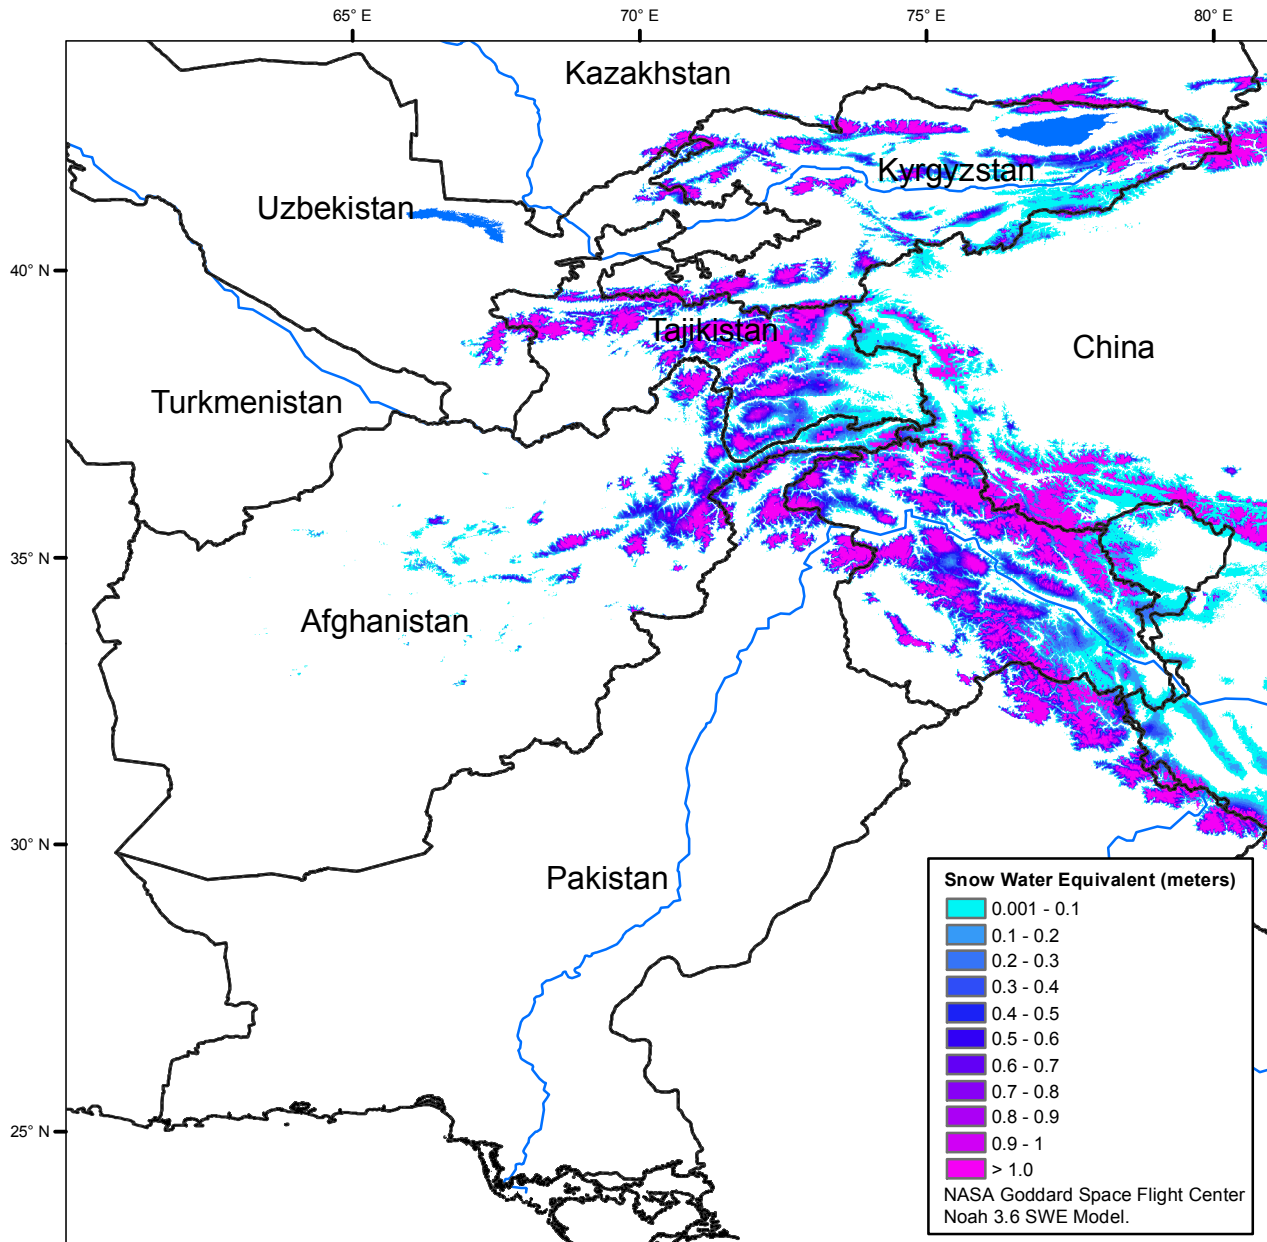 65° E
70° E
75° E
80° E
Kazakhstan
Kyrgyzstan
Uzbekistan
40° N
Tajikistan
China
Turkmenistan
35° N
Afghanistan
30° N
Pakistan
25° N
Snow Water Equivalent (meters)
0.001 - 0.1
0.1 - 0.2
0.2 - 0.3
0.3 - 0.4
0.4 - 0.5
0.5 - 0.6
0.6 - 0.7
0.7 - 0.8
0.8 - 0.9
0.9 - 1
> 1.0
NASA Goddard Space Flight Center
Noah 3.6 SWE Model.